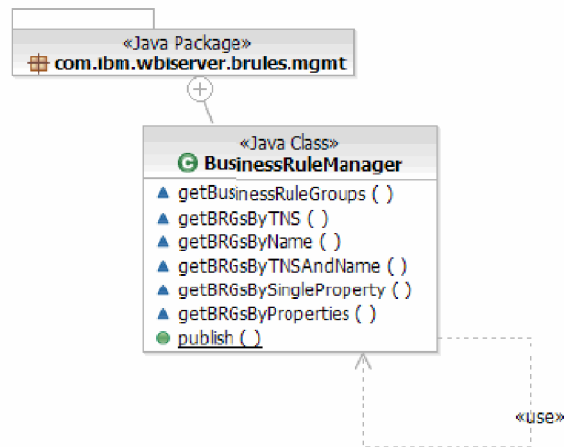 «Java Package»
com.ibm.wbiserver.brules.mgmt
«Java Class»
BusinessRuleManager
getBusinessRuleGroups ( )
getBRGsByTNS ( )
getBRGsByName ( )
getBRGsByTNSAndName ( )
getBRGsBySingleProperty ( )
getBRGsByProperties ( )
publish ( )
«use»